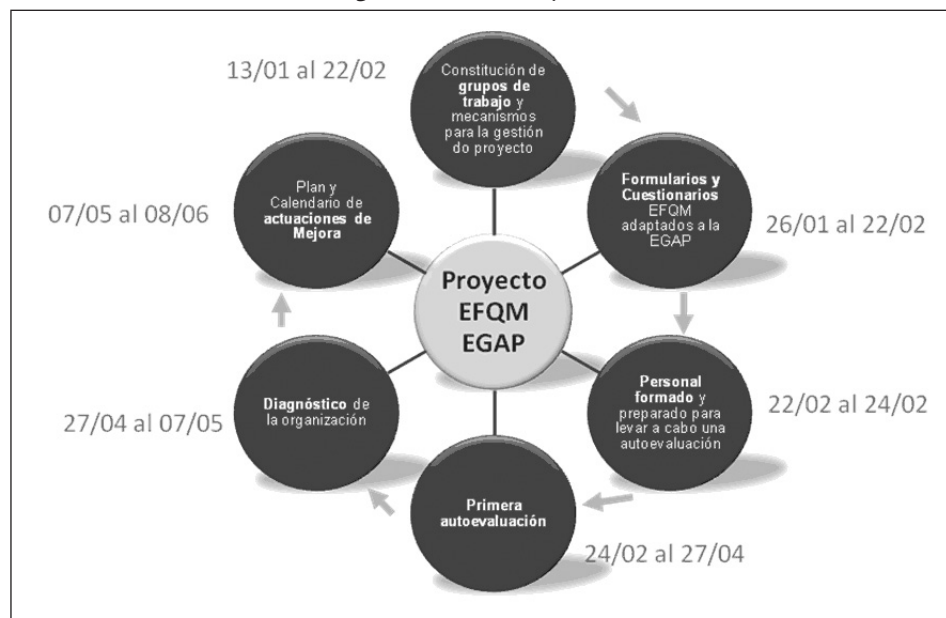 13/01 al 22/02
Constitución de
grupos de
trabajo y
mecanismos
para la gestión
do proyecto
Formularios y
Cuestionarios
EFQM
adaptados a la
EGAP
26/01 al 22/02
Personal
formado y
preparado para
levar a cabo una
autoevaluación
22/02 al 24/02
Primera
autoevaluación
24/02 al 27/04
Diagnóstico de
la organización
27/04 al 07/05
Plan y
Calendario de
actuaciones de
Mejora
07/05 al 08/06
Proyecto
EFQM
EGAP